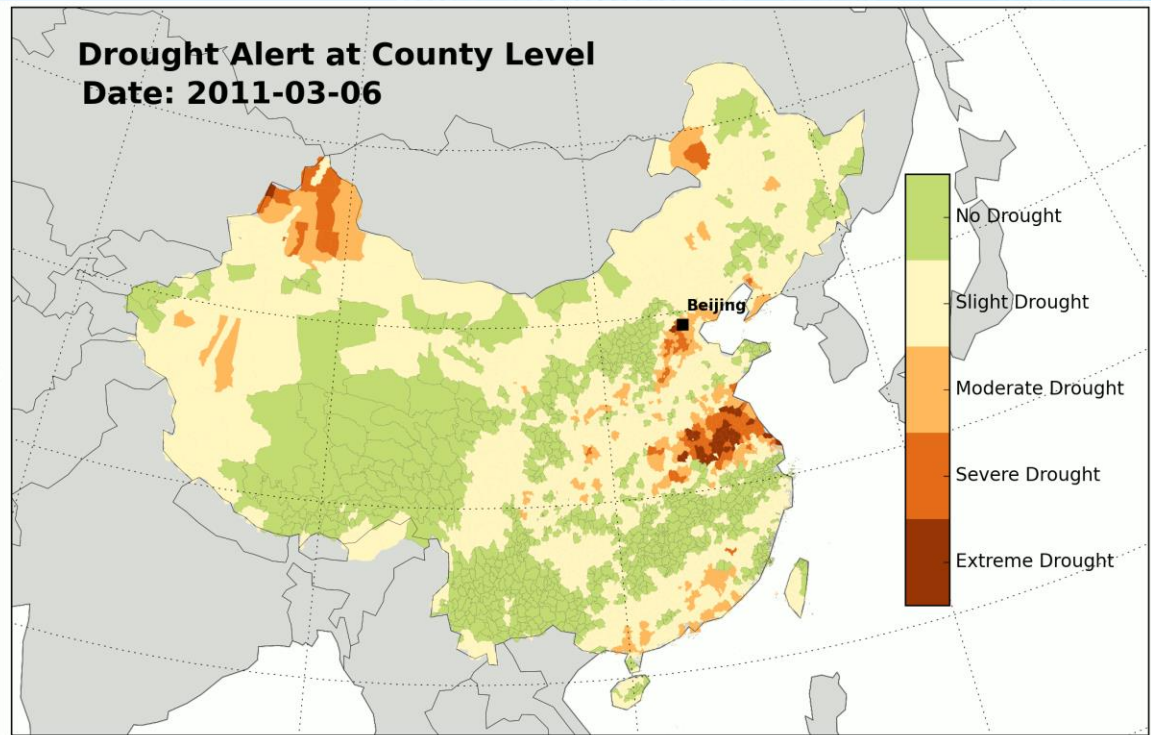 Drought Alert at County Level
Date: 2011-03-06
Beijing
No Drought
Slight Drought
Moderate Drought
Severe Drought
Extreme Drought